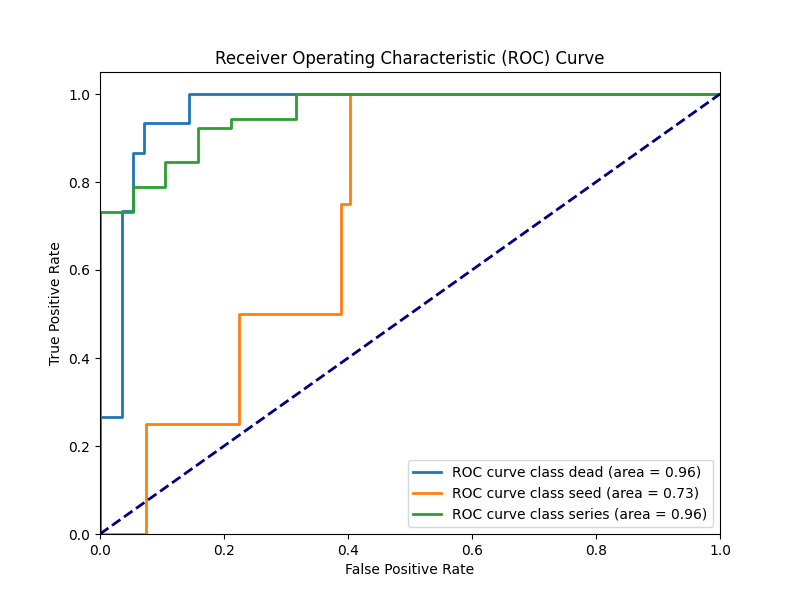 Receiver Operating Characteristic (ROC) Curve
1.0
0.8
0.6
0.4
0.2
0.0
True Positive Rate
ROC curve class dead (area = 0.96)
ROC curve class seed (area = 0.73)
ROC curve class series (area = 0.96)
0.0 0.2 0.4 0.6 0.8 1.0
False Positive Rate